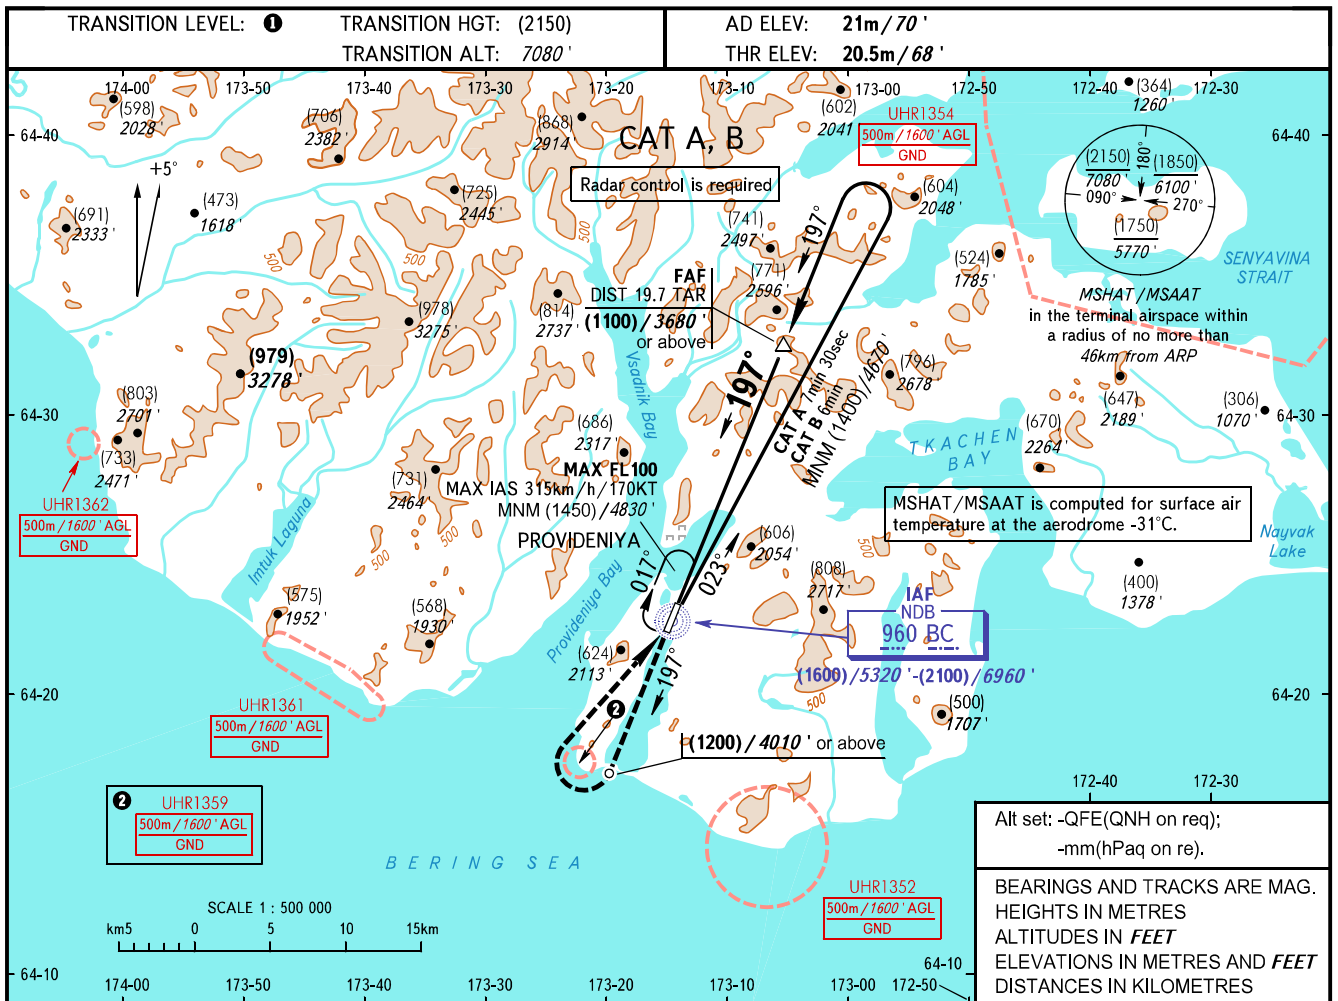 TRANSITION LEVEL: ❶
TRANSITION HGT: (2150)
TRANSITION ALT: 7080 '
AD ELEV: 21m/70 '
THR ELEV: 20.5m/68 '
174-00 173-50 173-40 173-30 173-20 173-10 173-00 172-50 172-40 172-30
64-40
64-40
(598)
2028 '
(706)
2382 '
(868)
2914 '
CAT A, B
Radar control is required
(602)
2041
UHR1354
500m/1600 ' AGL
GND
(364)
1260 '
+5°
(473)
1618 '
(691)
2333 '
(725)
2445 '
500
500
(604)
2048 '
(741)
2497 '
197°
(2150)
7080 '
180°
(1850)
6100 '
090°
270°
(1750)
5770 '
SENYAVINA
STRAIT
(524)
1785 '
MSHAT /MSAAT
in the terminal airspace within
a radius of no more than
46km from ARP
FAF
DIST 19.7 TAR
(1100)/3680 '
or above
(771)
2596 '
(978)
3275 '
(814)
2737 '
(979)
3278 '
Vsadnik Bay
197°
CAT A 7min 30sec
CAT B 6min
MNM (1400)/4670 '
(796)
2678 '
(647)
2189 '
(306)
1070 '
64-30
64-30
(803)
2701 '
(733)
2471 '
UHR1362
500m/1600 ' AGL
GND
(686)
2317 '
(670)
2264 '
TKACHEN
BAY
(731)
2464 '
MAX FL100
MAX IAS 315km/h/170KT
MNM (1450)/4830 '
PROVIDENIYA
MSHAT/MSAAT is computed for surface air
temperature at the aerodrome -31°C.
Nayvak
Lake
Imtuk Laguna
500
500
Provideniya Bay
017°
023°
(606)
2054 '
(808)
2717 '
(400)
1378 '
(575)
1952 '
(568)
1930 '
(624)
2113 '
IAF
NDB
960 BC
(1600)/5320 '-(2100)/6960 '
500
64-20
64-20
197°
❷
(500)
1707 '
UHR1361
500m/1600 ' AGL
GND
(1200)/4010 ' or above
❷ UHR1359
500m/1600 ' AGL
GND
BERING SEA
172-40 172-30
Alt set: -QFE(QNH on req);
-mm(hPaq on re).
UHR1352
500m/1600 ' AGL
GND
BEARINGS AND TRACKS ARE MAG.
HEIGHTS IN METRES
ALTITUDES IN FEET
ELEVATIONS IN METRES AND FEET
DISTANCES IN KILOMETRES
SCALE 1 : 500 000
km5 0 5 10 15km
64-10
64-10
174-00 173-50 173-40 173-30 173-20 173-10 173-00 172-50